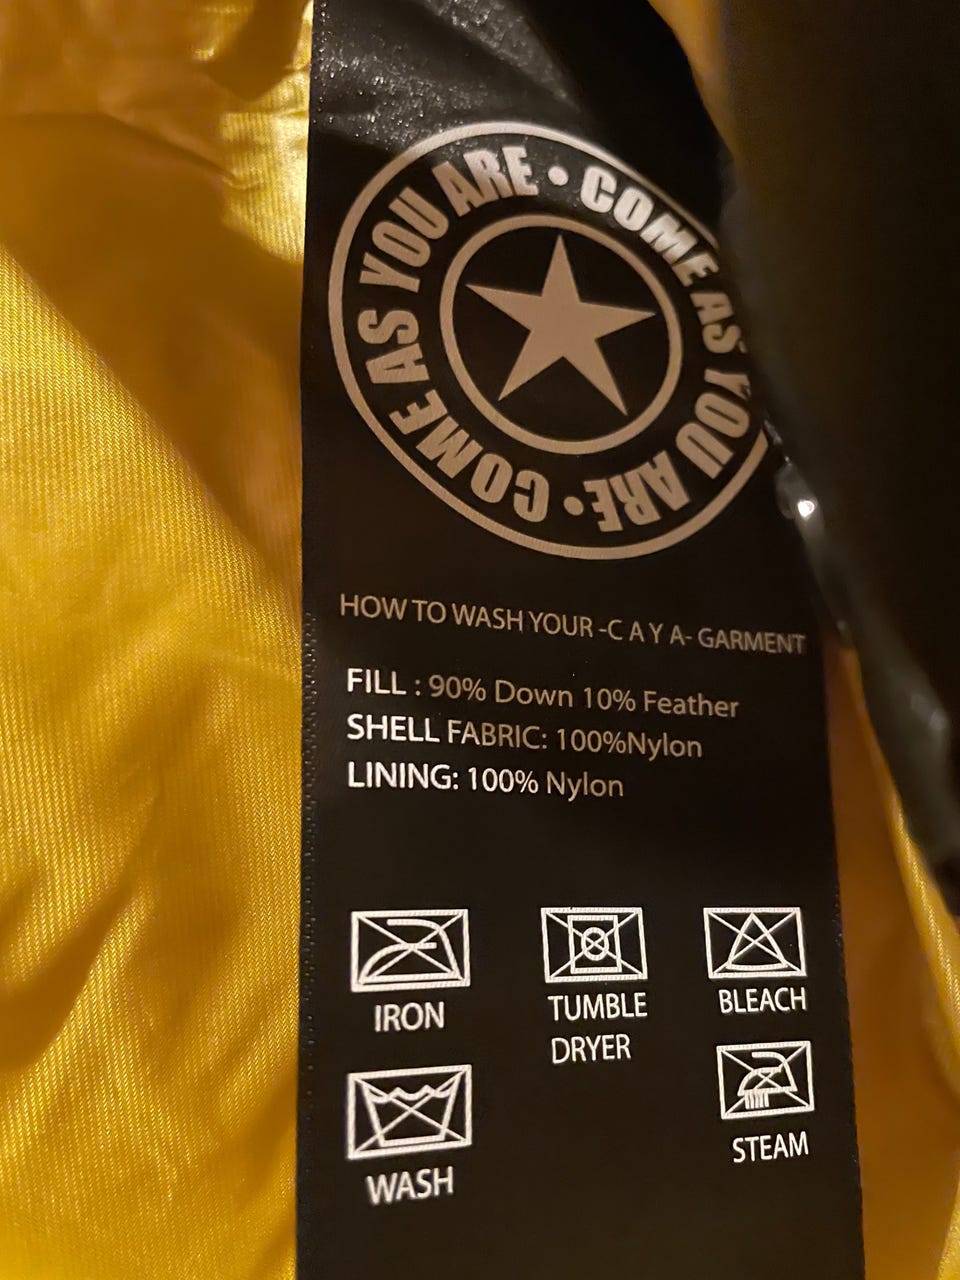 COME AS YOU ARE • COME AS YOU ARE •
HOW TO WASH YOUR -C A Y A- GARMENT
FILL : 90% Down 10% Feather
SHELL FABRIC: 100%Nylon
LINING: 100% Nylon
IRON
TUMBLE
DRYER
BLEACH
WASH
STEAM